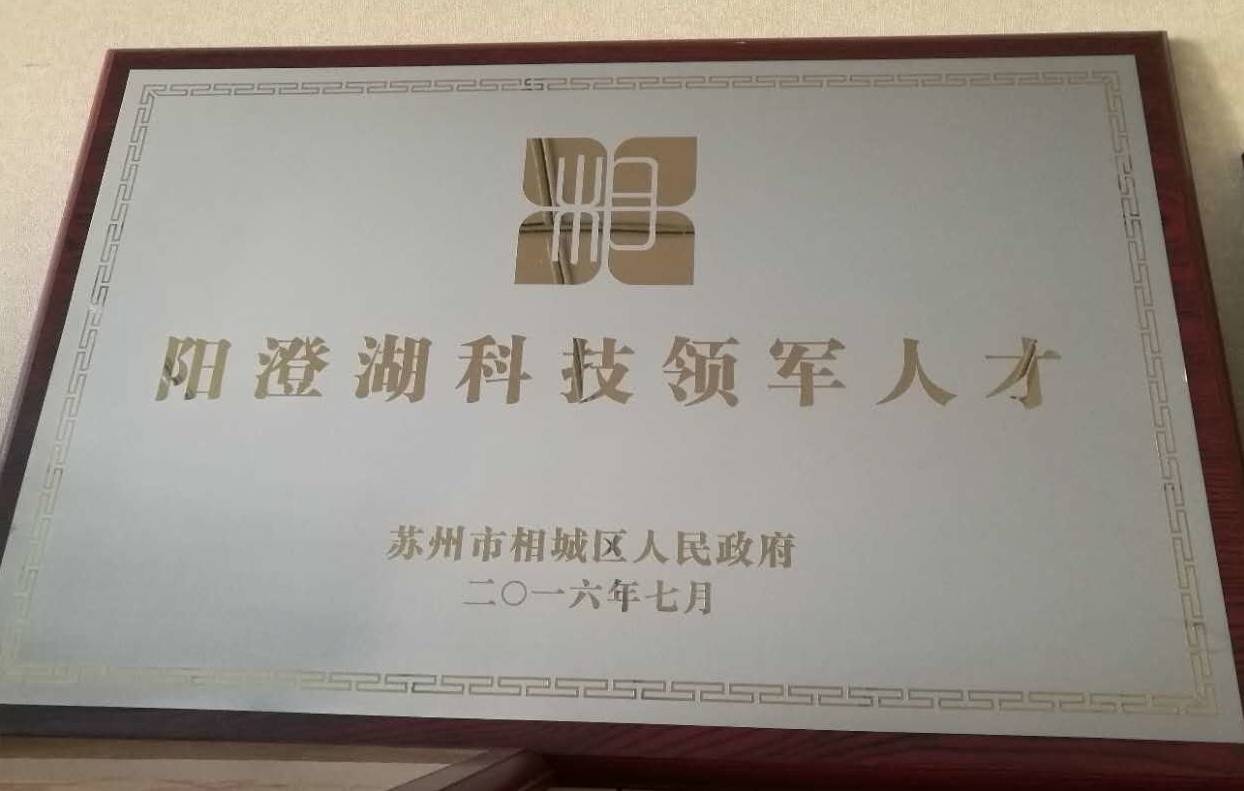 相
阳澄湖科技领军人才
苏州市相城区人民政府
二〇一六年七月